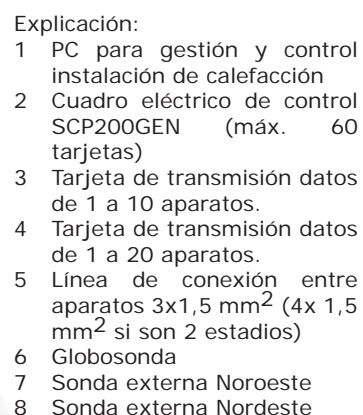 Explicación:
1 PC para gestión y control
instalación de calefacción
2 Cuadro eléctrico de control
SCP200GEN (máx. 60
tarjetas)
3 Tarjeta de transmisión datos
de 1 a 10 aparatos.
4 Tarjeta de transmisión datos
de 1 a 20 aparatos.
5 Línea de conexión entre
aparatos 3x1,5 mm2 (4x 1,5
mm2 si son 2 estadios)
6 Globosonda
7 Sonda externa Noroeste
8 Sonda externa Nordeste